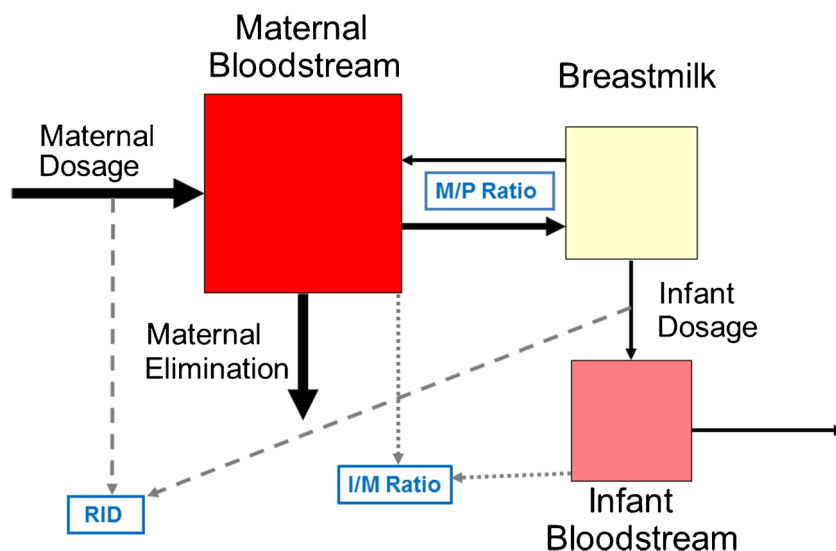 Maternal
Bloodstream
Breastmilk
Maternal
Dosage
M/P Ratio
Infant
Dosage
Maternal
Elimination
I/M Ratio
RID
Infant
Bloodstream